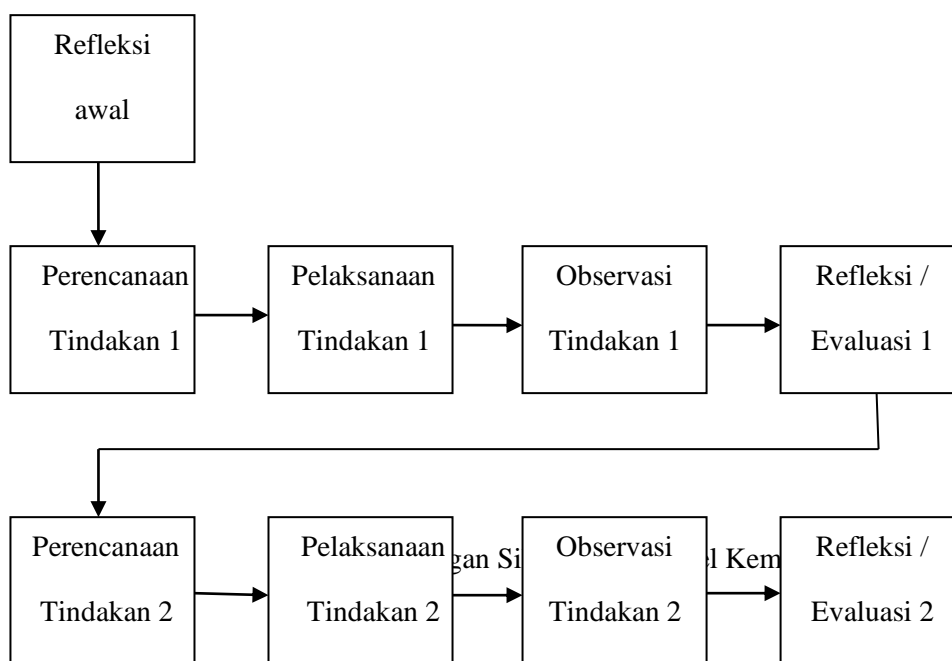 Refleksi
awal
Perencanaan
Tindakan 1
Pelaksanaan
Tindakan 1
Observasi
Tindakan 1
Refleksi /
Evaluasi 1
Perencanaan
Tindakan 2
Pelaksanaan
Tindakan 2
Observasi
Tindakan 2
Refleksi /
Evaluasi 2